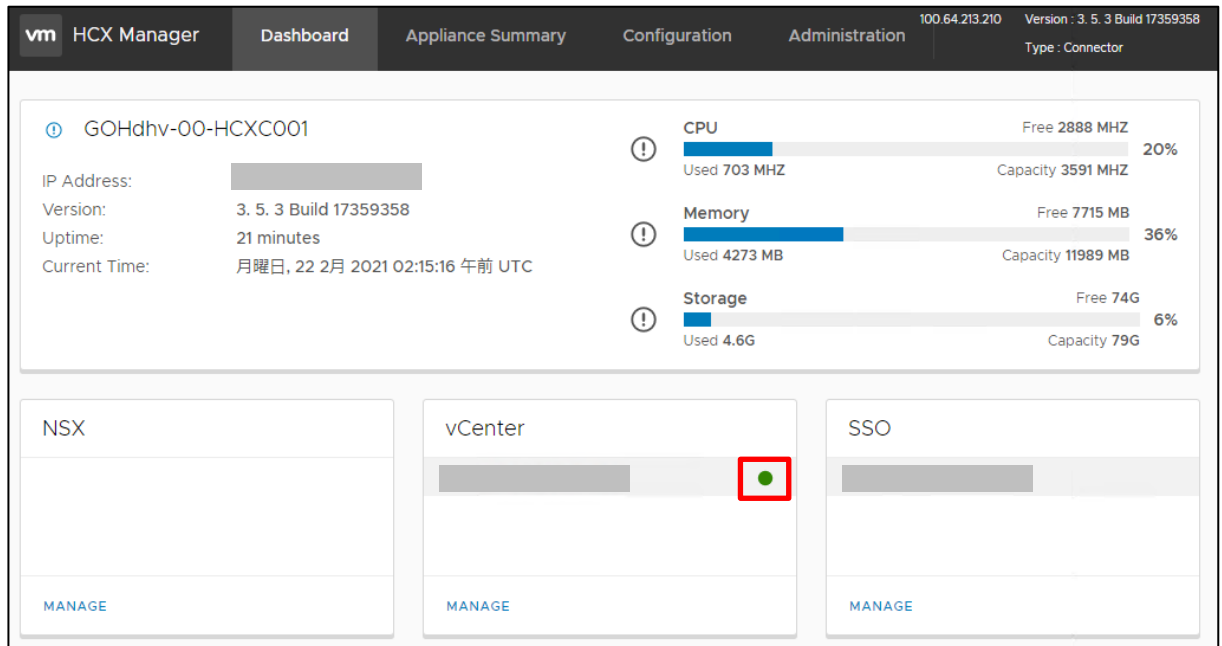 vm HCX Manager Dashboard Appliance Summary Configuration Administration 100.64.213.210 Version : 3. 5. 3 Build 17359358
Type : Connector
GOHdhv-00-HCXC001
IP Address:
Version: 3. 5. 3 Build 17359358
Uptime: 21 minutes
Current Time: 月曜日, 22 2月 2021 02:15:16 午前 UTC
CPU Free 2888 MHZ
20%
Used 703 MHZ Capacity 3591 MHZ
Memory Free 7715 MB
36%
Used 4273 MB Capacity 11989 MB
Storage Free 74G
6%
Used 4.6G Capacity 79G
NSX
MANAGE
vCenter
MANAGE
SSO
MANAGE